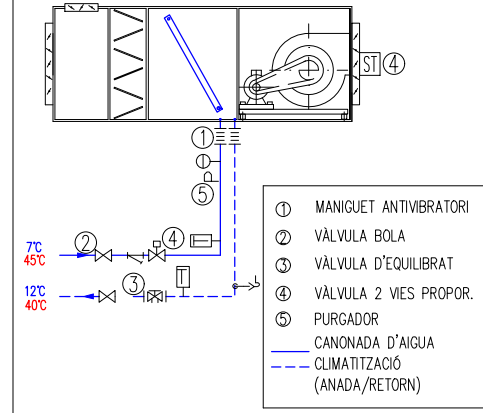 ST ④
①
⑤
② ④
7°C
45°C
③
12°C
40°C
① MANIGUET ANTIVIBRATORI
② VÀLVULA BOLA
③ VÀLVULA D'EQUILIBRAT
④ VÀLVULA 2 VIES PROPOR.
⑤ PURGADOR
CANONADA D'AIGUA
CLIMATITZACIÓ
(ANADA/RETORN)